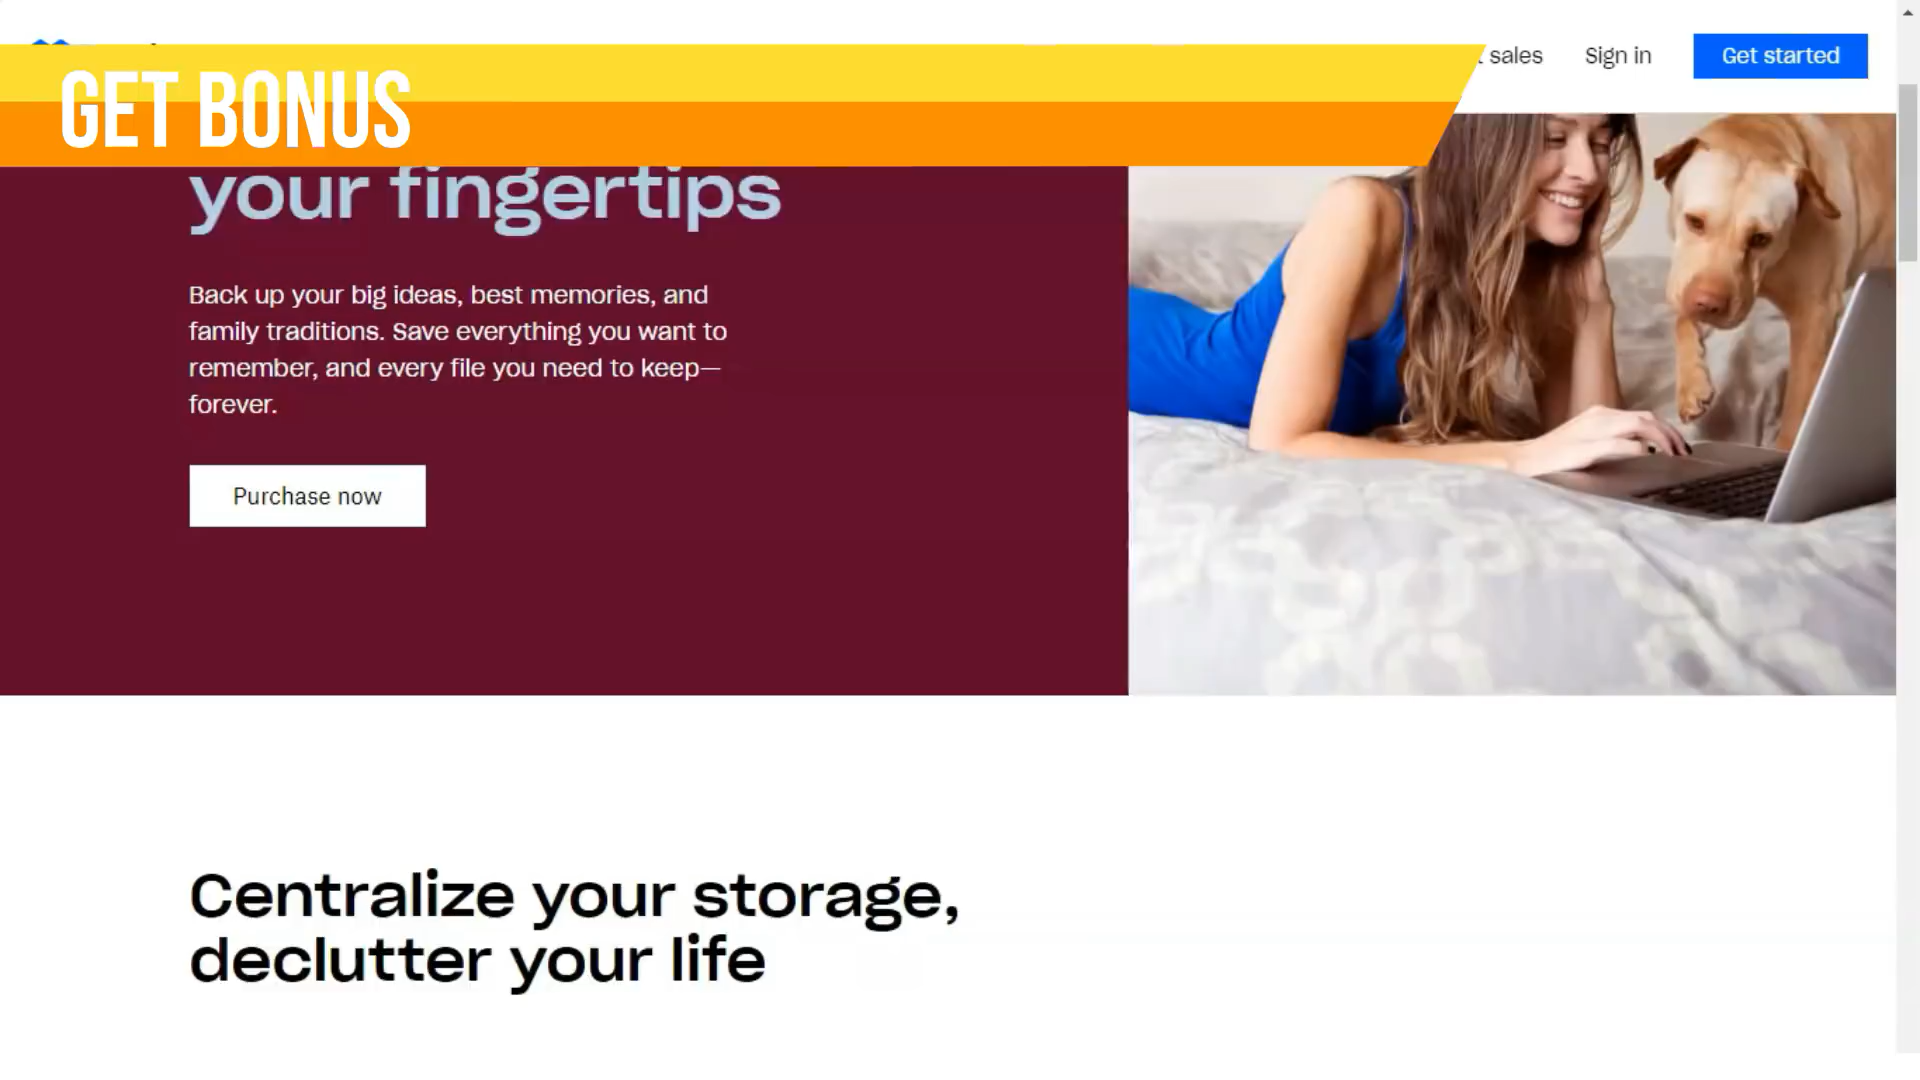 sales
Sign in
Get started
GET BONUS
your fingertips
Back up your big ideas, best memories, and
family traditions. Save everything you want to
remember, and every file you need to keep—
forever.
Purchase now
Centralize your storage,
declutter your life